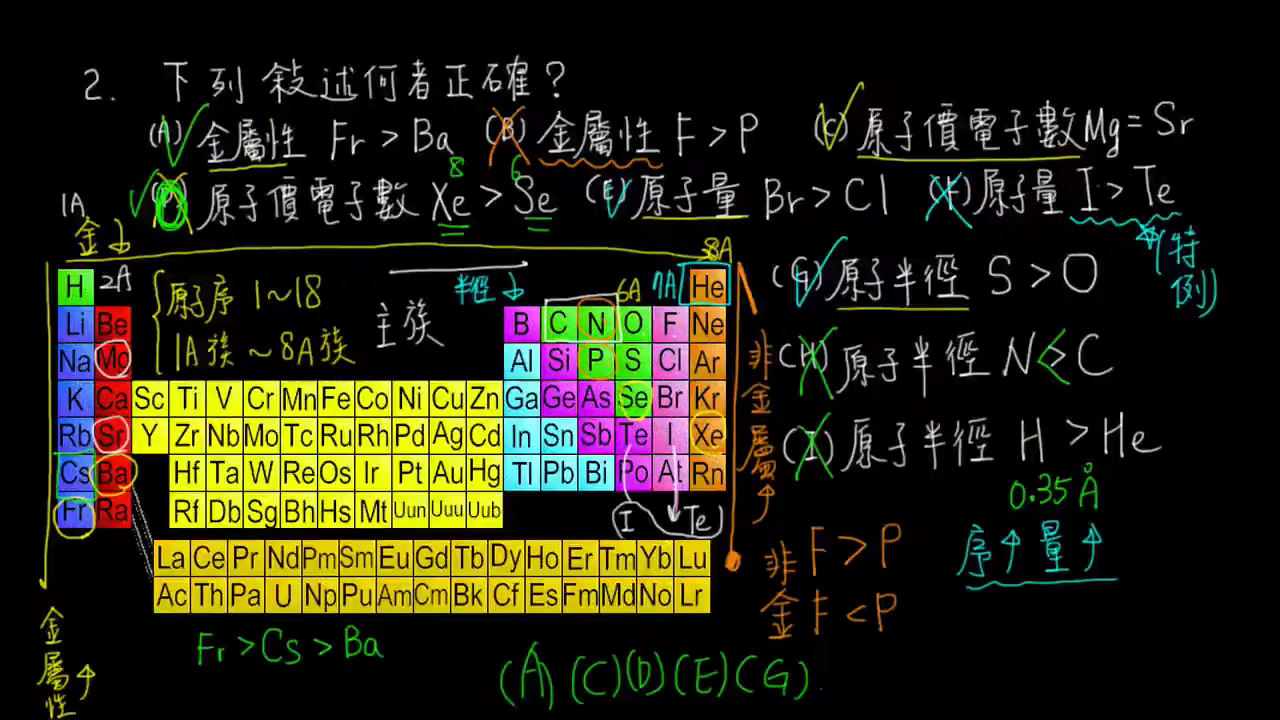 2. 下列敍述何者正確?
(A) 金屬性 Fr > Ba (B) 金屬性 F > P (C) 原子價電子數 Mg = Sr
8 6
(D) 原子價電子數 Xe > Se (E) 原子量 Br > Cl (F) 原子量 I > Te
(特例)
(G) 原子半徑 S > O
(H) 原子半徑 N > C
<
(I) 原子半徑 H > He
0.35 Å
序↑量↑
1A 金↓ 8A
2A 半徑↓ 6A 7A
原子序 1~18
1A族~8A族
主族
H He
Li Be B C N O F Ne
Na Mo Al Si P S Cl Ar
K Ca Sc Ti V Cr Mn Fe Co Ni Cu Zn Ga Ge As Se Br Kr
Rb Sr Y Zr Nb Mo Tc Ru Rh Pd Ag Cd In Sn Sb Te I Xe
Cs Ba Hf Ta W Re Os Ir Pt Au Hg Tl Pb Bi Po At Rn
Fr Ra Rf Db Sg Bh Hs Mt Uun Uuu Uub
I Te
La Ce Pr Nd Pm Sm Eu Gd Tb Dy Ho Er Tm Yb Lu
Ac Th Pa U Np Pu Am Cm Bk Cf Es Fm Md No Lr
非金屬↑
非 F > P
金 F < P
金屬性↑
Fr > Cs > Ba
(A) (C) (D) (E) (G).